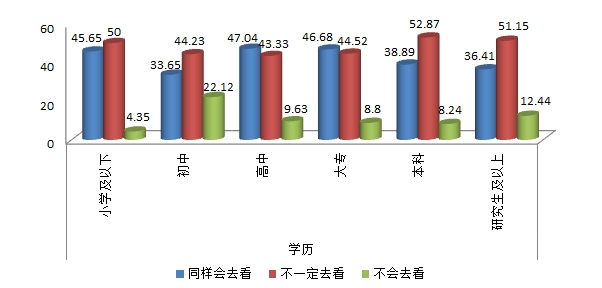 60
40
20
0
45.65 50 4.35
33.65 44.23 22.12
47.04 43.33 9.63
46.68 44.52 8.8
38.89 52.87 8.24
36.41 51.15 12.44
小学及以下
初中
高中
大专
本科
研究生及以上
学历
同样会去看 不一定去看 不会去看